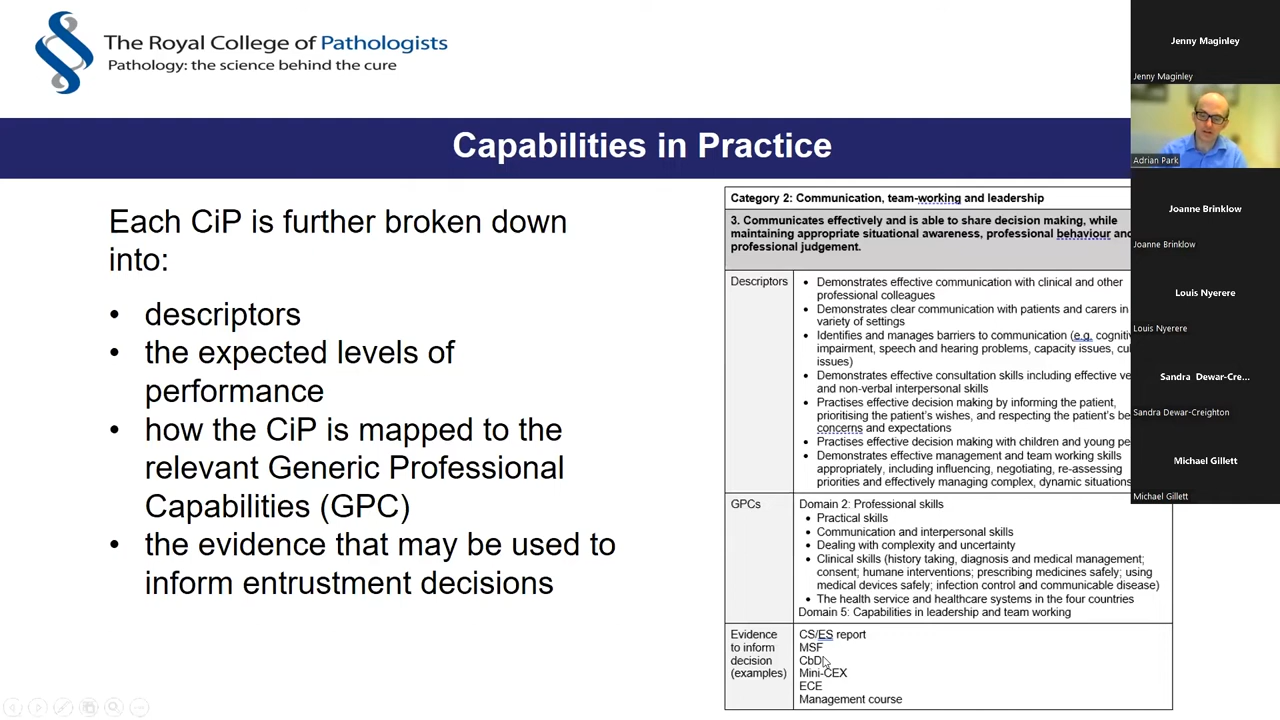 The Royal College of Pathologists
Pathology: the science behind the cure
Capabilities in Practice
Each CiP is further broken down
into:
• descriptors
• the expected levels of
performance
• how the CiP is mapped to the
relevant Generic Professional
Capabilities (GPC)
• the evidence that may be used to
inform entrustment decisions
Category 2: Communication, team-working and leadership
3. Communicates effectively and is able to share decision making, while
maintaining appropriate situational awareness, professional behaviour and
professional judgement.
Descriptors
• Demonstrates effective communication with clinical and other
professional colleagues
• Demonstrates clear communication with patients and carers in
variety of settings
• Identifies and manages barriers to communication (e.g. cogniti
impairment, speech and hearing problems, capacity issues, cul
issues)
• Demonstrates effective consultation skills including effective ve
and non-verbal interpersonal skills
• Practises effective decision making by informing the patient,
prioritising the patient's wishes, and respecting the patient's be
concerns and expectations
• Practises effective decision making with children and young pe
• Demonstrates effective management and team working skills
appropriately, including influencing, negotiating, re-assessing
priorities and effectively managing complex, dynamic situations
GPCs
Domain 2: Professional skills
• Practical skills
• Communication and interpersonal skills
• Dealing with complexity and uncertainty
• Clinical skills (history taking, diagnosis and medical management;
consent; humane interventions; prescribing medicines safely; using
medical devices safely; infection control and communicable disease)
• The health service and healthcare systems in the four countries
Domain 5: Capabilities in leadership and team working
Evidence
to inform
decision
(examples)
CS/ES report
MSF
CbD
Mini-CEX
ECE
Management course
Jenny Maginley
Jenny Maginley
Adrian Park
Joanne Brinklow
Joanne Brinklow
Louis Nyerere
Louis Nyerere
Sandra Dewar-Cre...
Sandra Dewar-Creighton
Michael Gillett
Michael Gillett